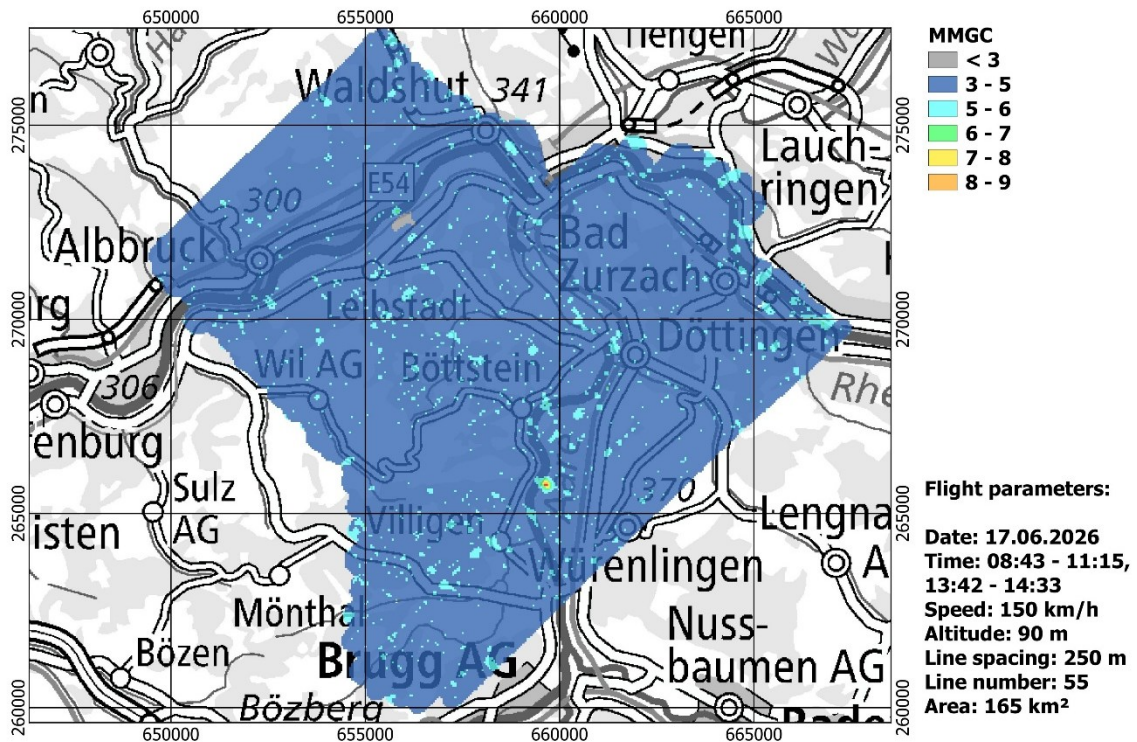 650000 655000 660000 665000
MMGC
< 3
3 - 5
5 - 6
6 - 7
7 - 8
8 - 9
Waldshut
341
275000
275000
Lauch-
ringen
E54
300
Albbruck
Bad
Zurzach
270000
270000
Leibstadt
Döttingen
Wil AG
Böttstein
306
Rhe
enburg
370
Sulz
AG
265000
265000
Villigen
Lengna
isten
Würenlingen
A
Mönthal
Nuss-
baumen AG
Bözen
Brugg AG
Bözberg
260000
260000
Bade
650000 655000 660000 665000
Flight parameters:
Date: 17.06.2026
Time: 08:43 - 11:15,
13:42 - 14:33
Speed: 150 km/h
Altitude: 90 m
Line spacing: 250 m
Line number: 55
Area: 165 km²